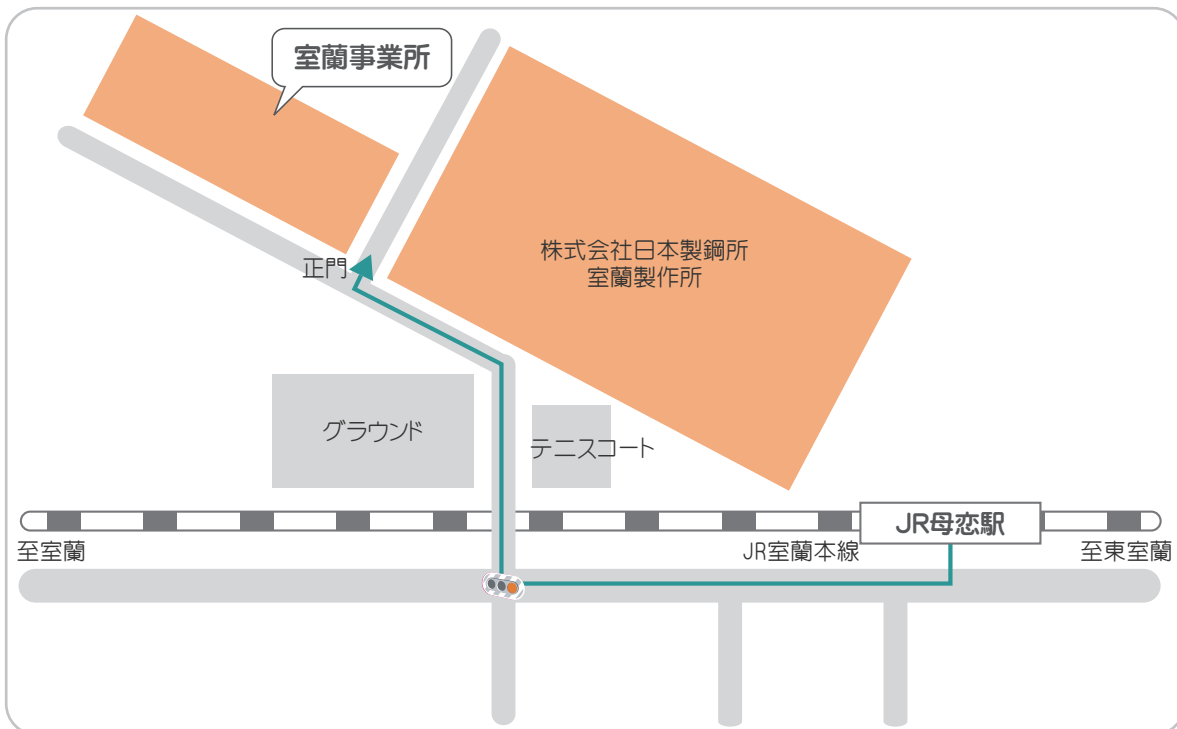 室蘭事業所
株式会社日本製鋼所
室蘭製作所
正門
グラウンド
テニスコート
JR母恋駅
至室蘭
JR室蘭本線
至東室蘭